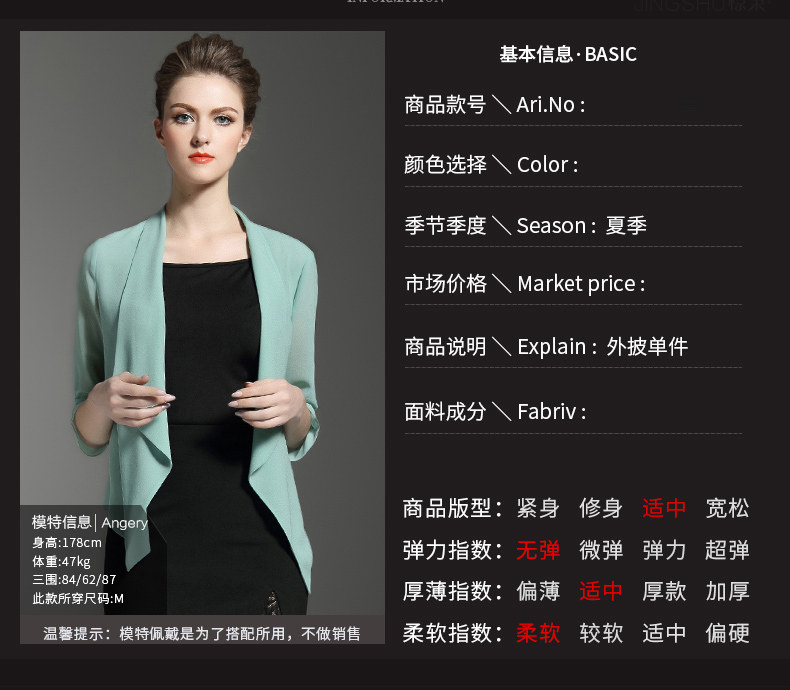 基本信息·BASIC
商品款号＼Ari.No :
颜色选择＼Color :
季节季度＼Season : 夏季
市场价格＼Market price :
商品说明＼Explain : 外披单件
面料成分＼Fabriv :
商品版型： 紧身 修身 适中 宽松
弹力指数： 无弹 微弹 弹力 超弹
厚薄指数： 偏薄 适中 厚款 加厚
柔软指数： 柔软 较软 适中 偏硬
模特信息| Angery
身高:178cm
体重:47kg
三围:84/62/87
此款所穿尺码:M
温馨提示：模特佩戴是为了搭配所用，不做销售